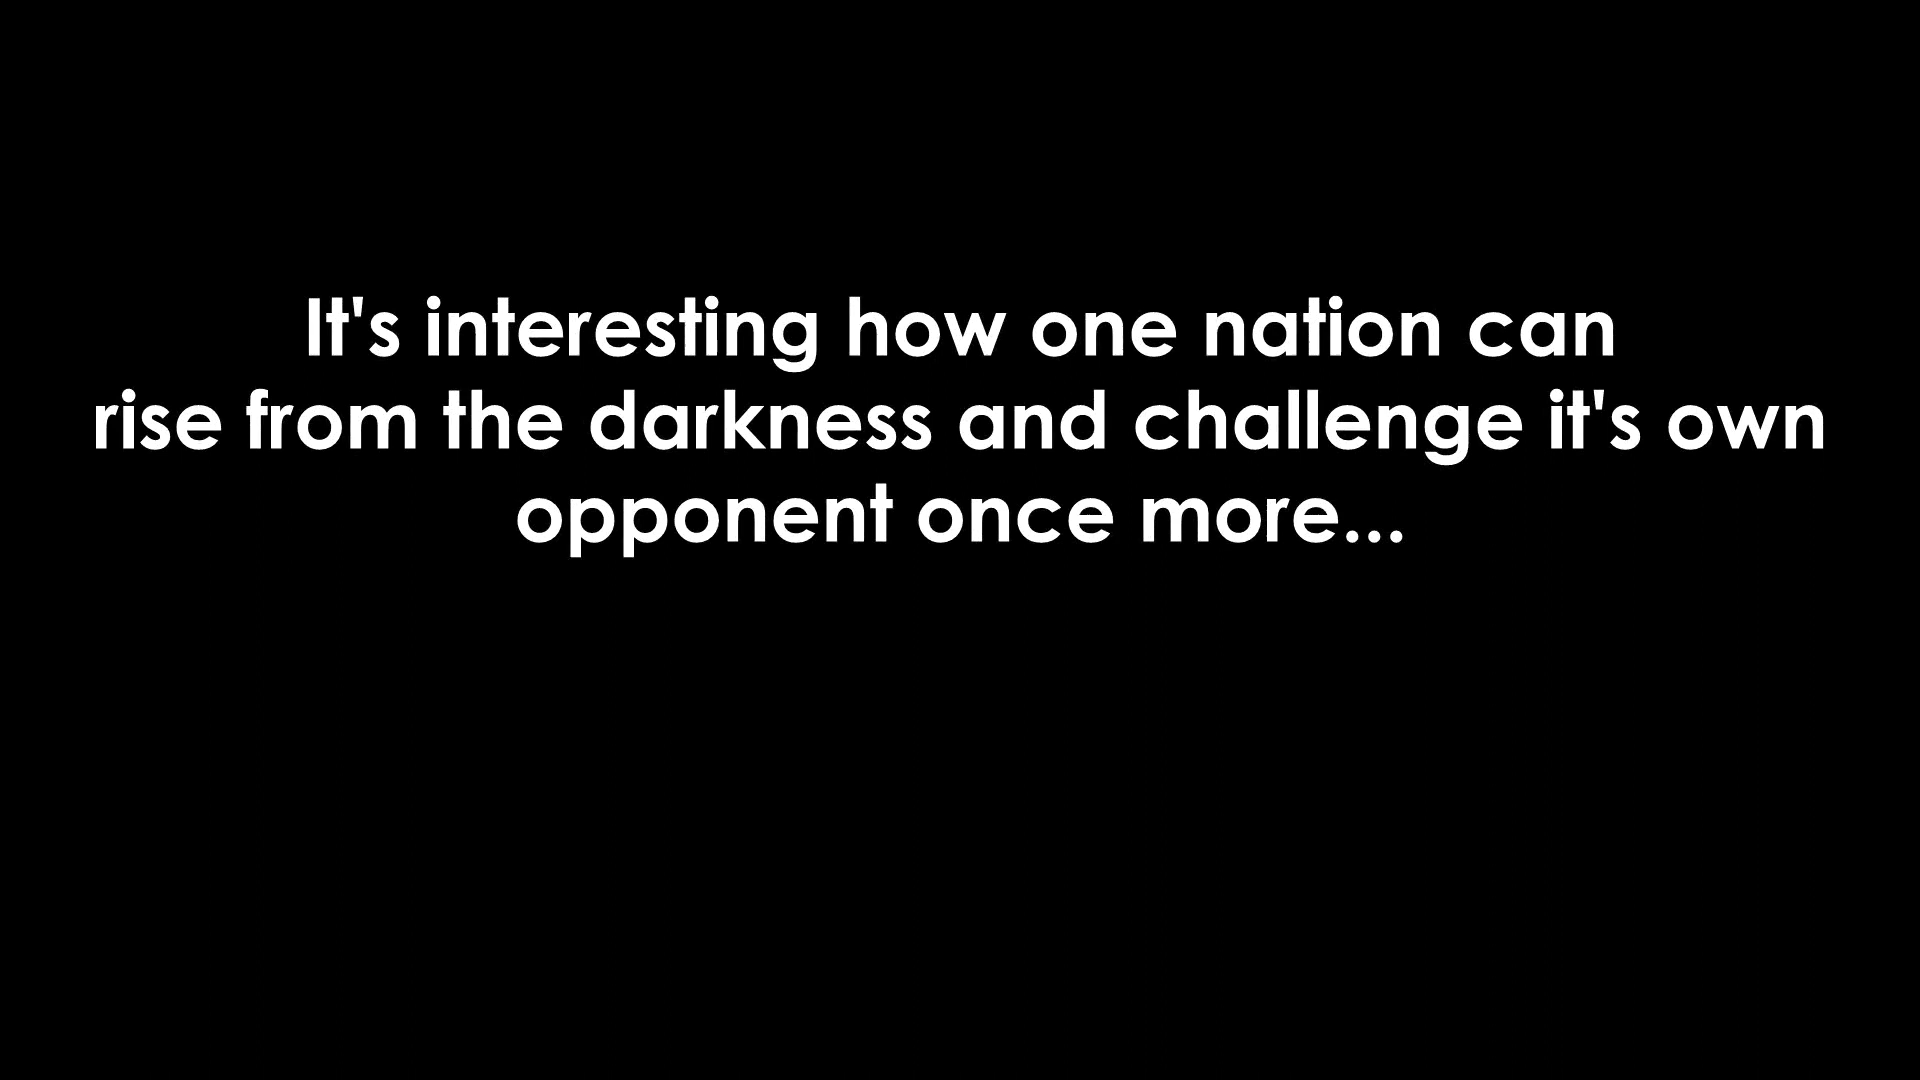 It's interesting how one nation can
rise from the darkness and challenge it's own
opponent once more...